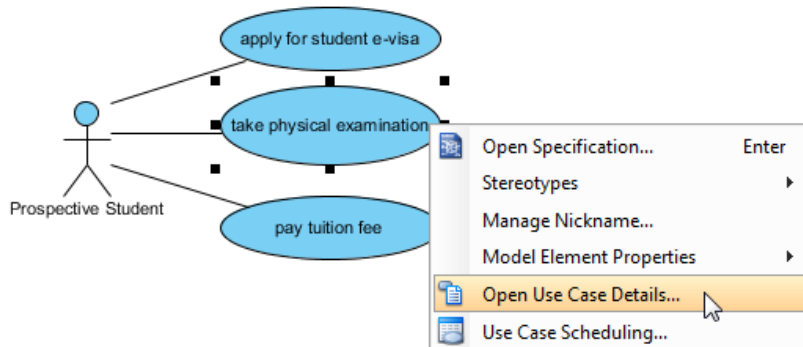 apply for student e-visa
take physical examination
Prospective Student
pay tuition fee
Open Specification... Enter
Stereotypes
Manage Nickname...
Model Element Properties
Open Use Case Details...
Use Case Scheduling...